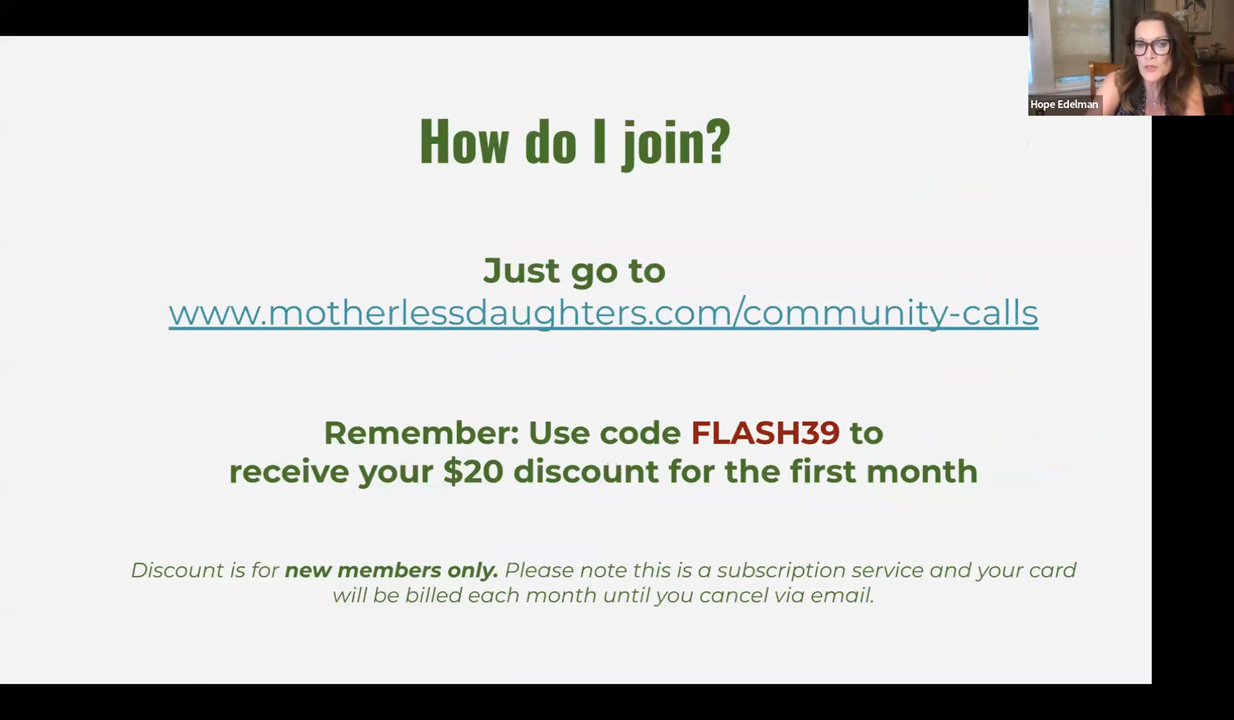 How do I join?
Just go to
www.motherlessdaughters.com/community-calls
Remember: Use code FLASH39 to
receive your $20 discount for the first month
Discount is for new members only. Please note this is a subscription service and your card
will be billed each month until you cancel via email.
Hope Edelman